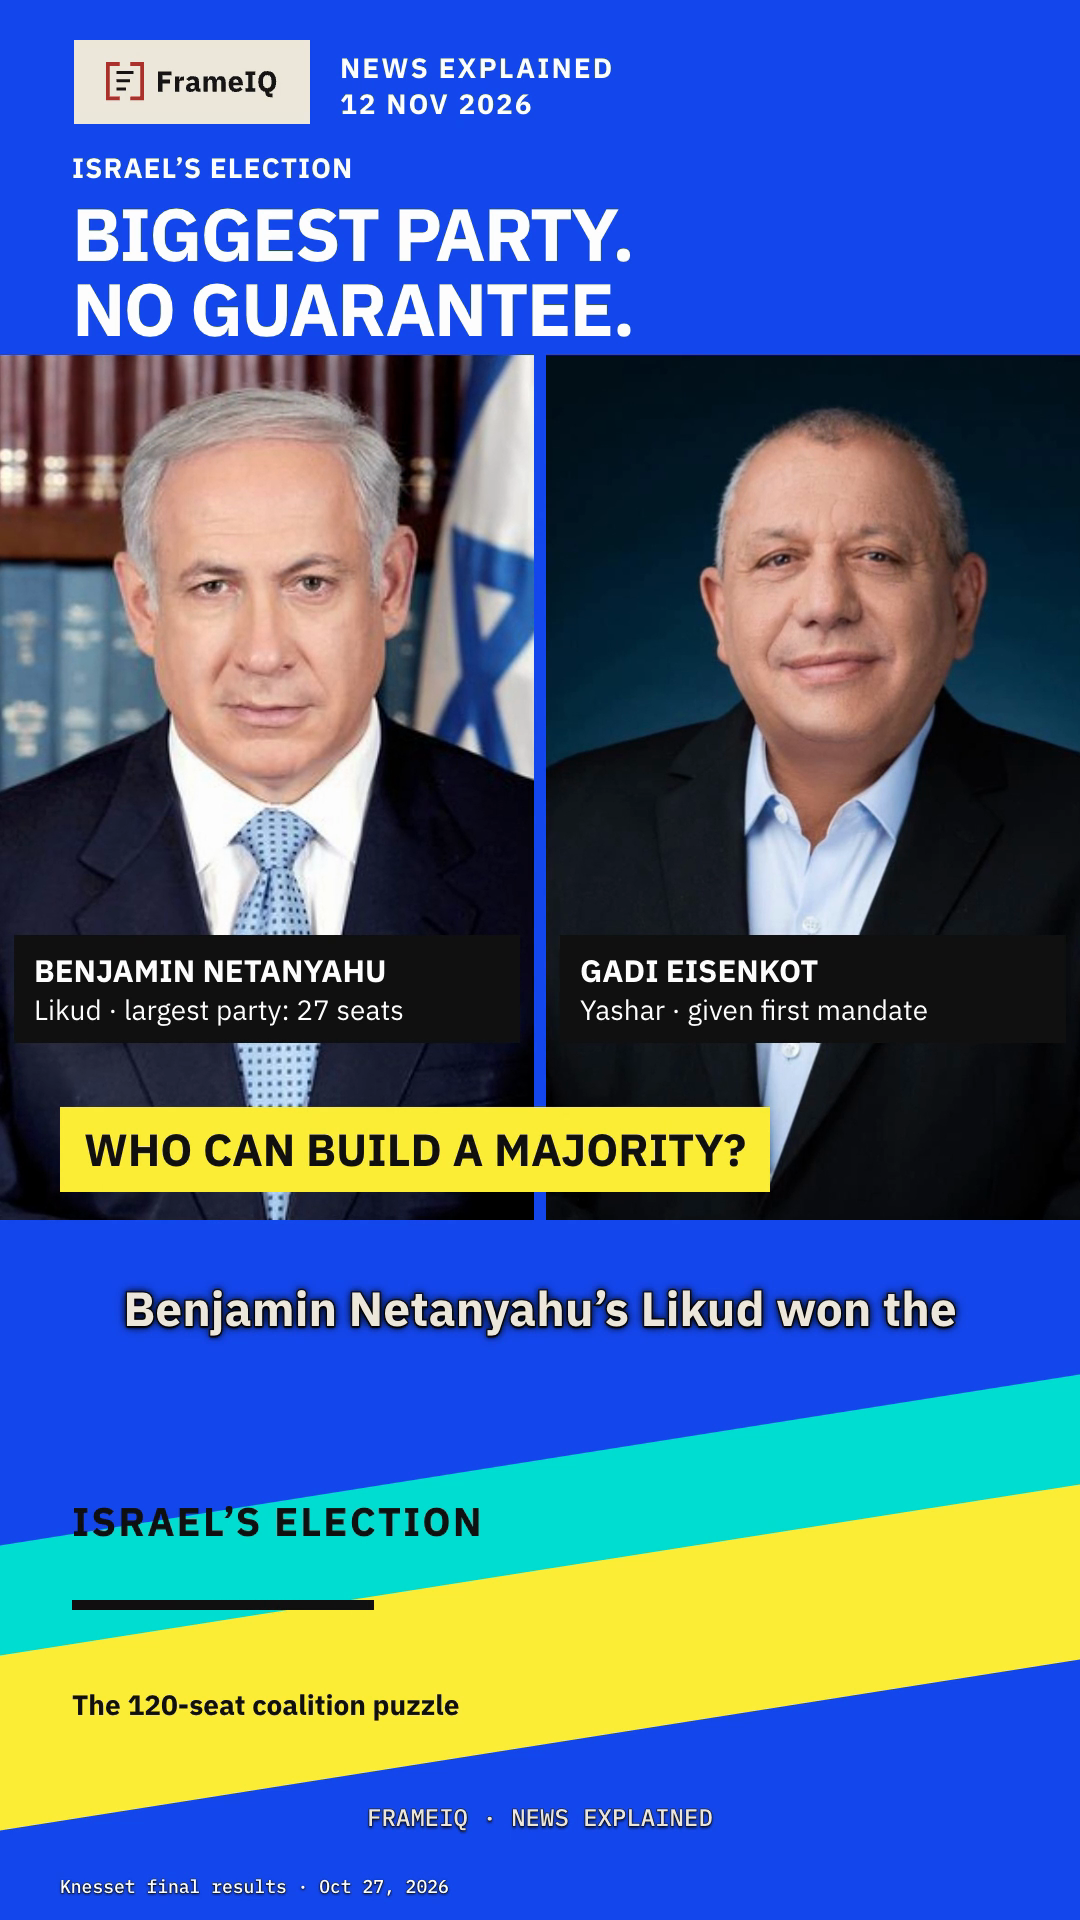 FrameIQ
NEWS EXPLAINED
12 NOV 2026
ISRAEL’S ELECTION
BIGGEST PARTY.
NO GUARANTEE.
BENJAMIN NETANYAHU
Likud · largest party: 27 seats
GADI EISENKOT
Yashar · given first mandate
WHO CAN BUILD A MAJORITY?
Benjamin Netanyahu’s Likud won the
ISRAEL’S ELECTION
The 120-seat coalition puzzle
FRAMEIQ · NEWS EXPLAINED
Knesset final results · Oct 27, 2026